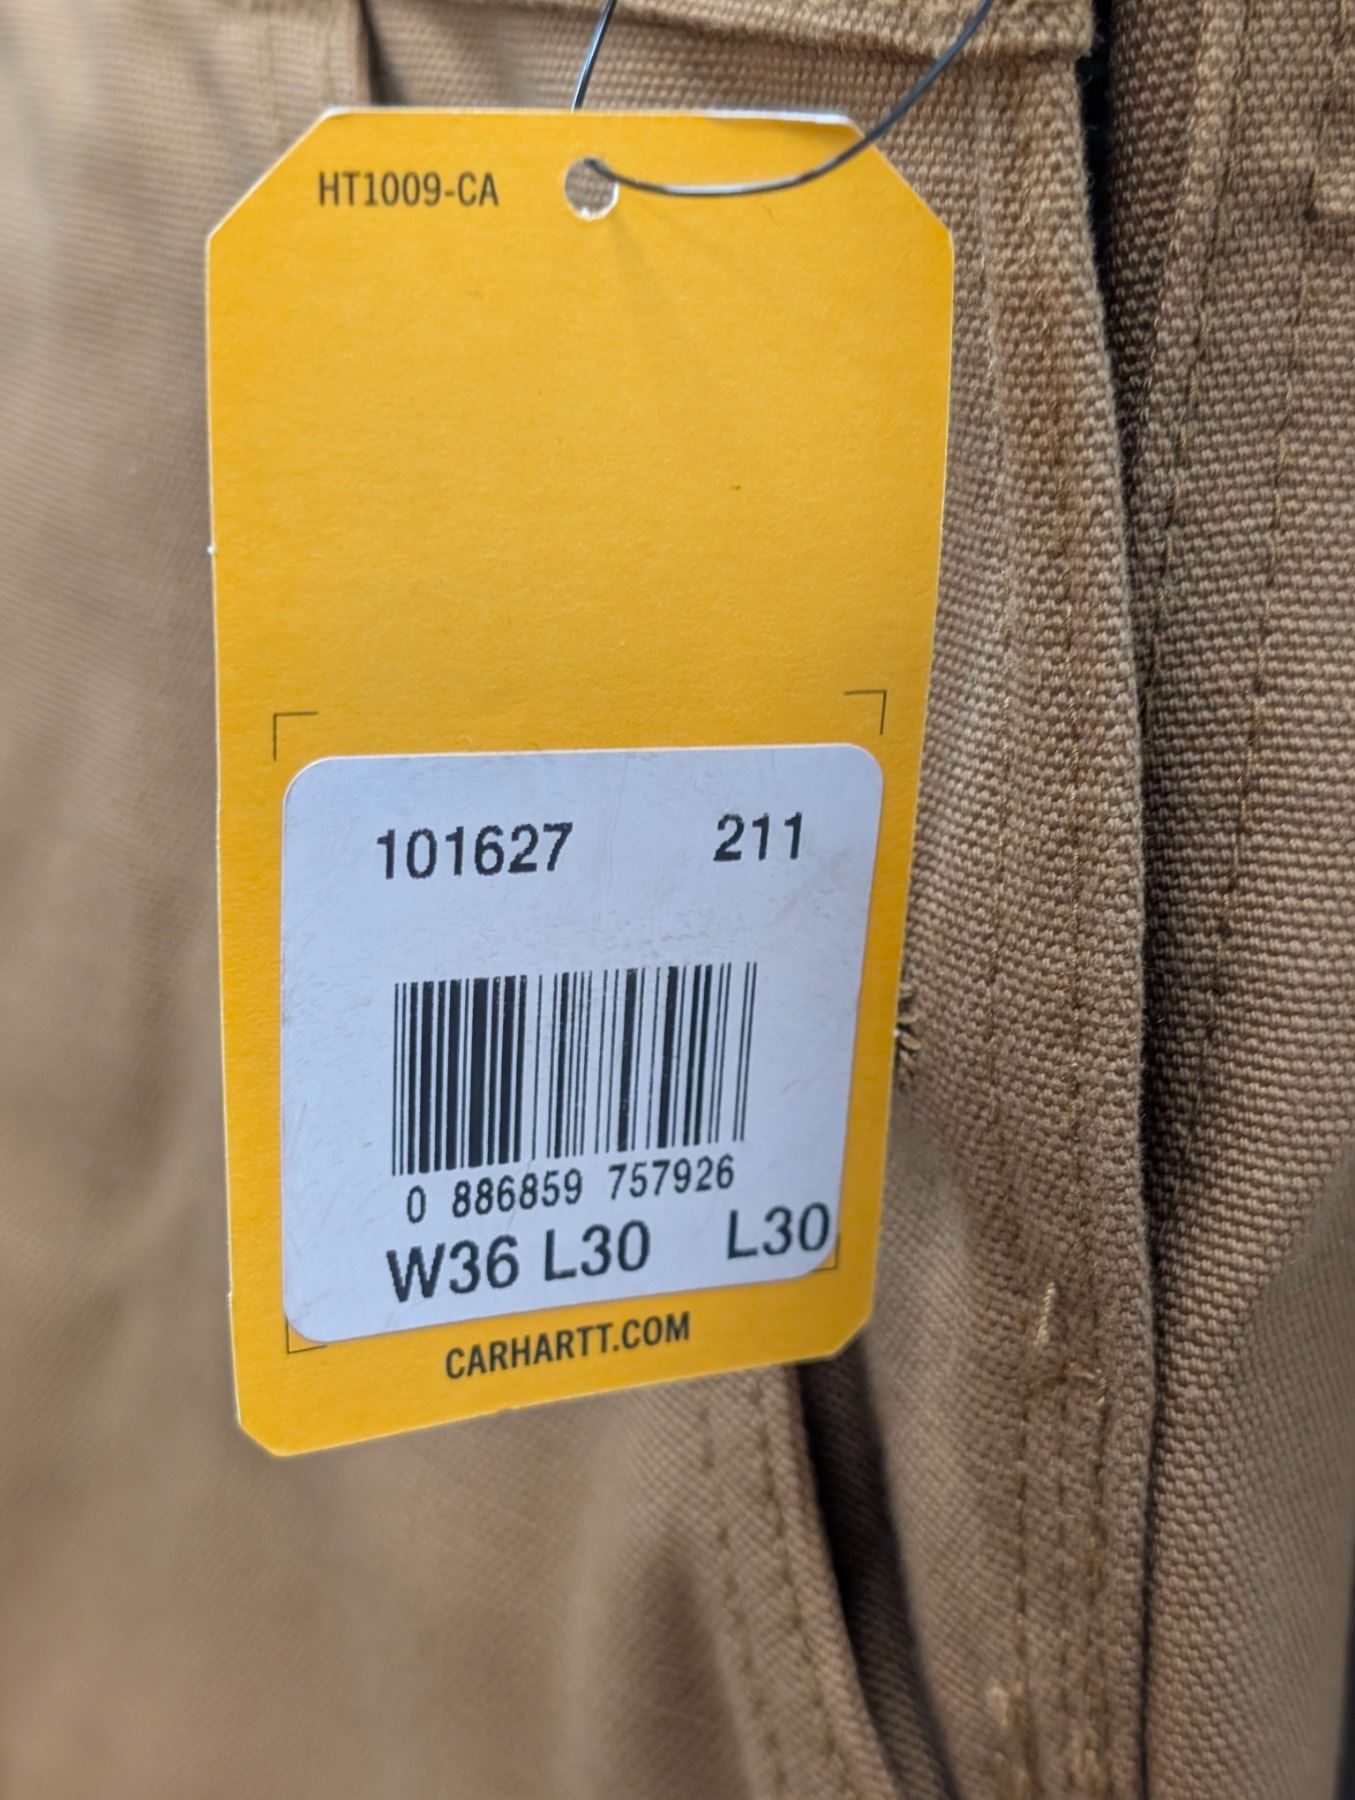 HT1009-CA
101627 211
0 886859 757926
W36 L30 L30
CARHARTT.COM